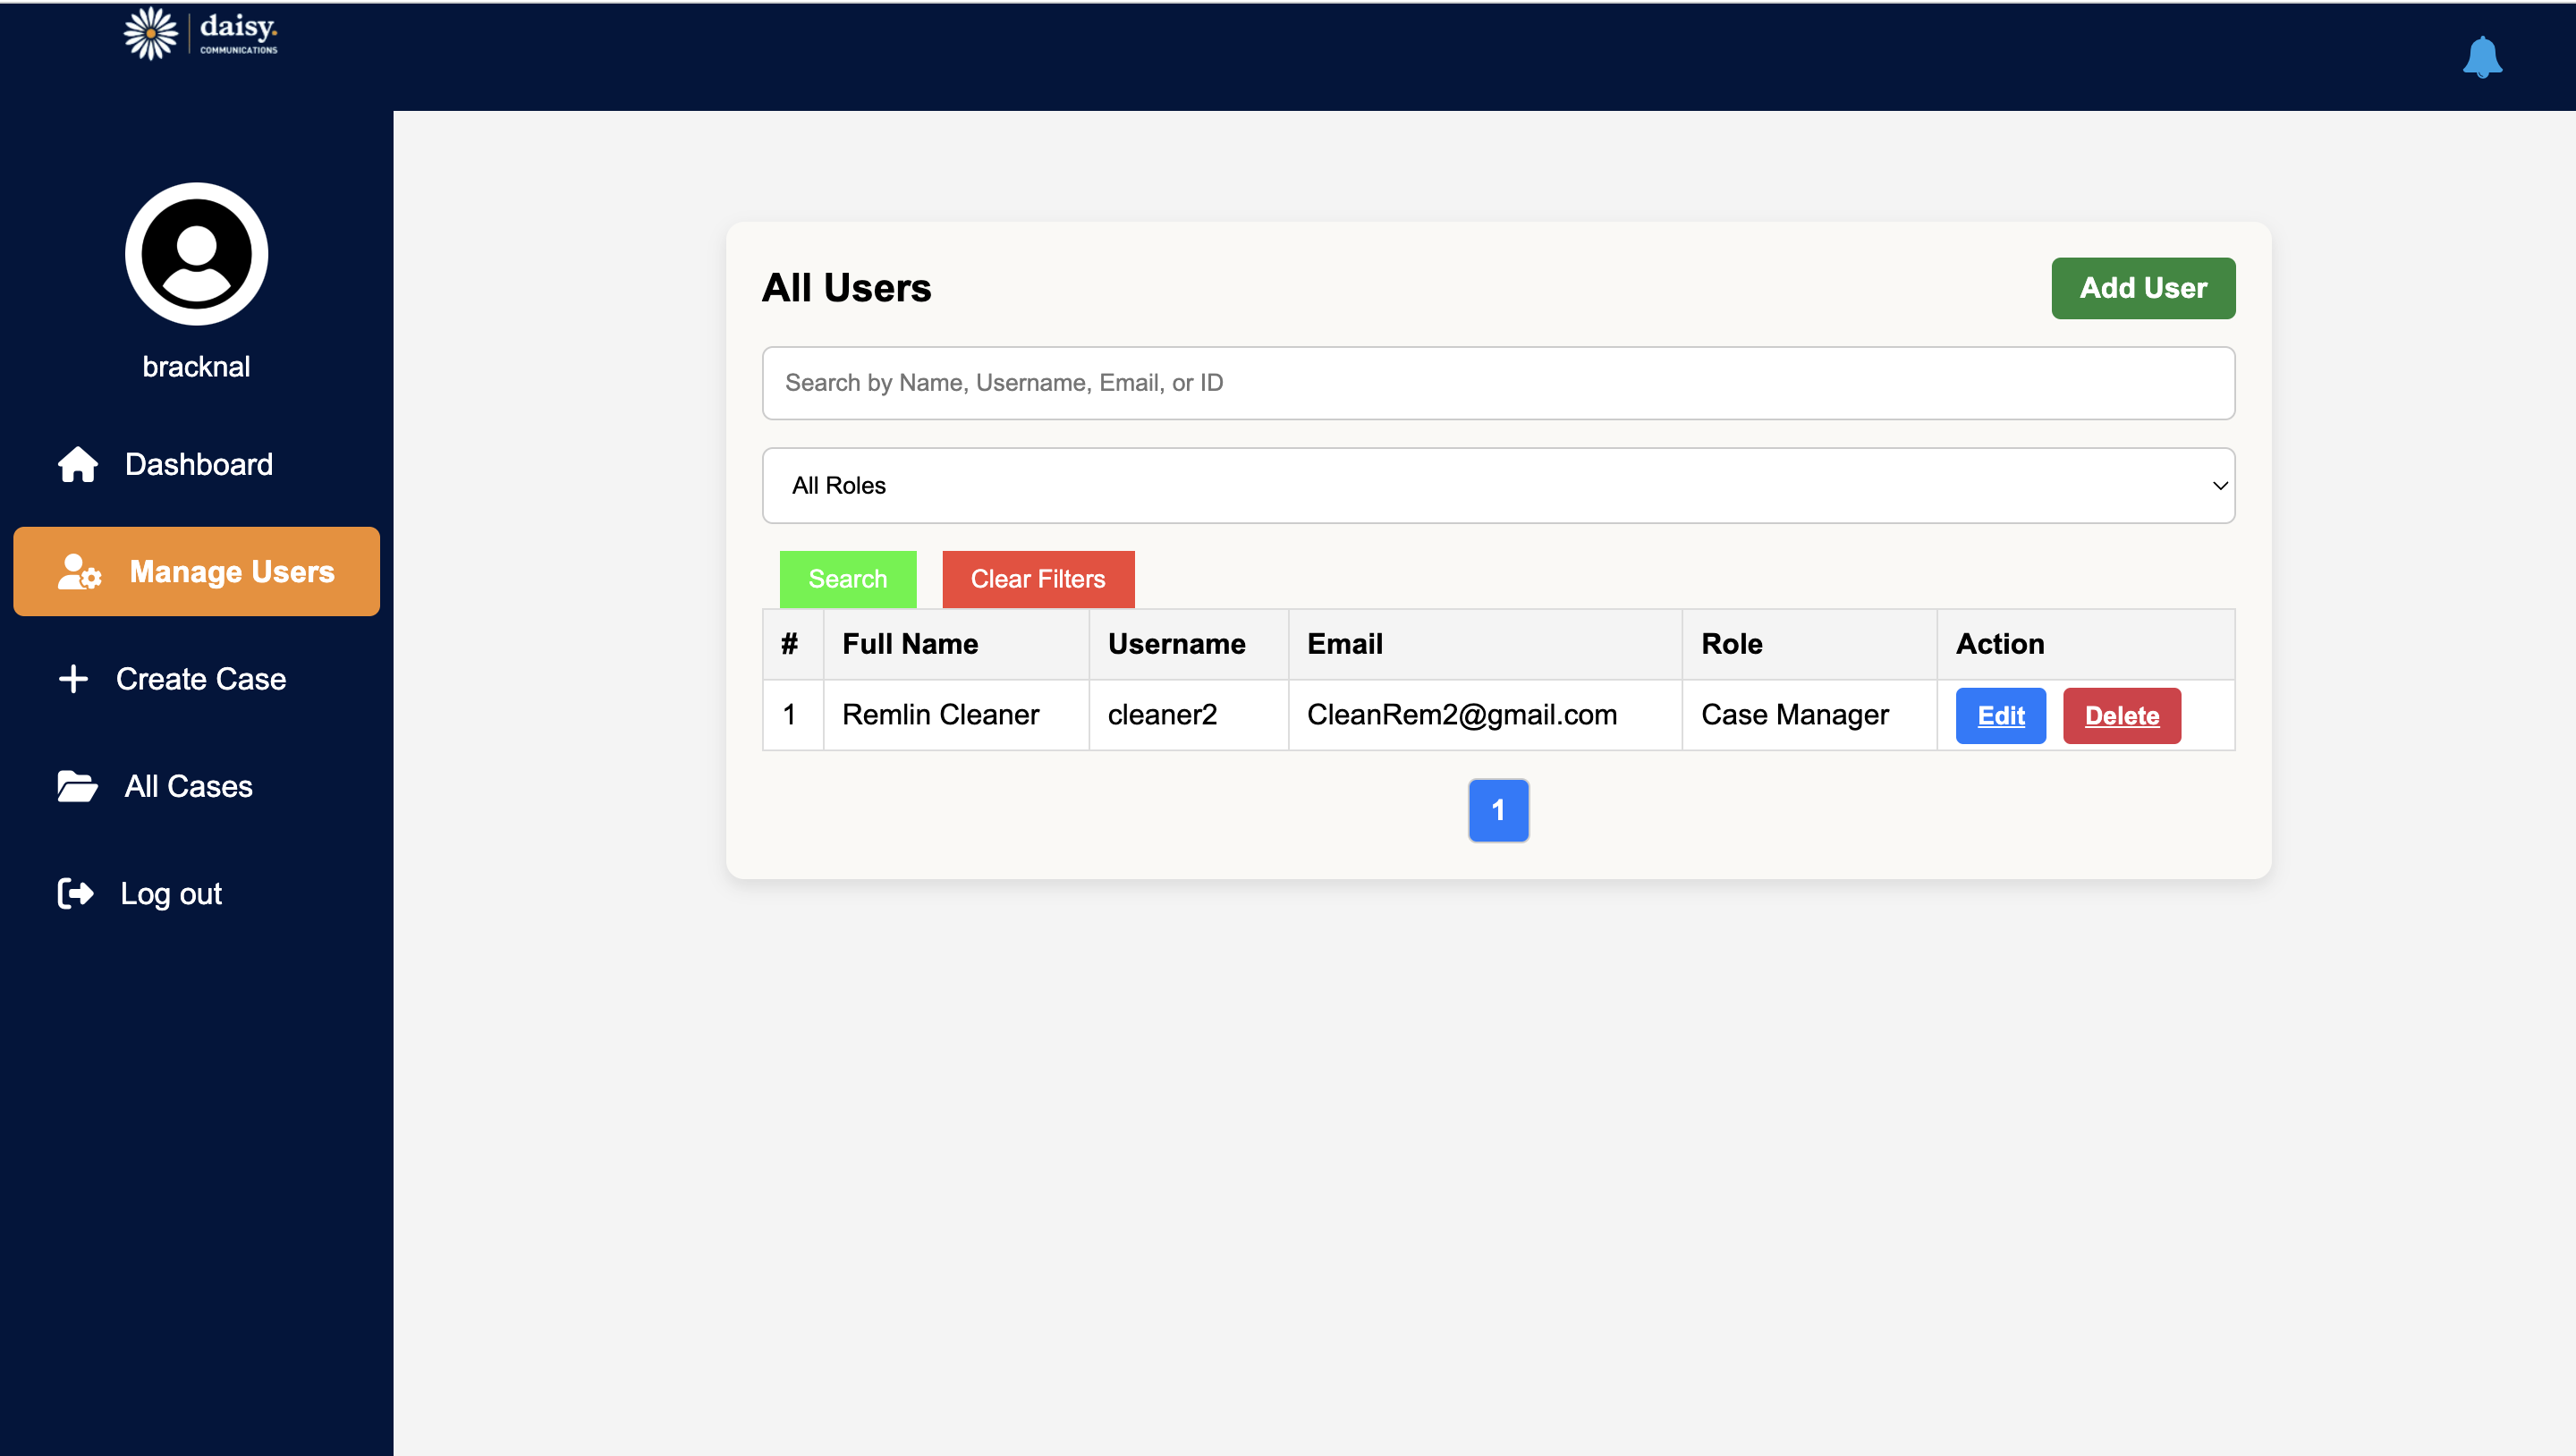 daisy.
COMMUNICATIONS
bracknal
Dashboard
Manage Users
Create Case
All Cases
Log out
All Users
Add User
Search by Name, Username, Email, or ID
All Roles
Search Clear Filters
# Full Name Username Email Role Action
1 Remlin Cleaner cleaner2 CleanRem2@gmail.com Case Manager Edit Delete
1